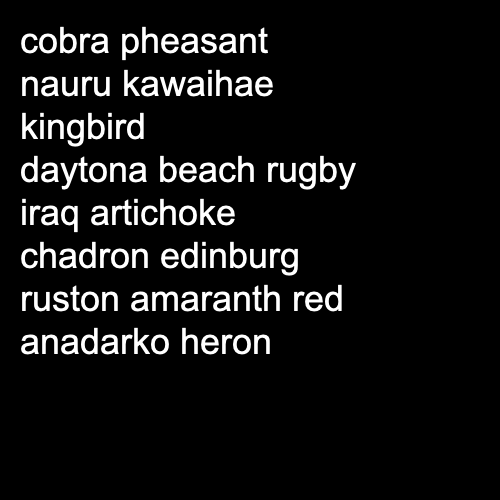 cobra pheasant
nauru kawaihae
kingbird
daytona beach rugby
iraq artichoke
chadron edinburg
ruston amaranth red
anadarko heron